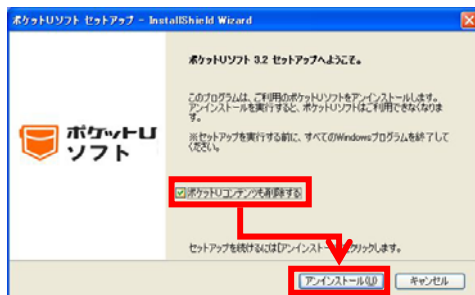 ポケットUソフト セットアップ - InstallShield Wizard
ポケットUソフト 3.2 セットアップへようこそ。
このプログラムは、ご利用のポケットUソフトをアンインストールします。
アンインストールを実行すると、ポケットUソフトはご利用できなくなりま
す。
※セットアップを実行する前に、すべてのWindowsプログラムを終了して
ください。
ポケットU
ソフト
ポケットUコンテンツも削除する
セットアップを続けるには[アンインストー をクリックします。
アンインストール(U)
キャンセル